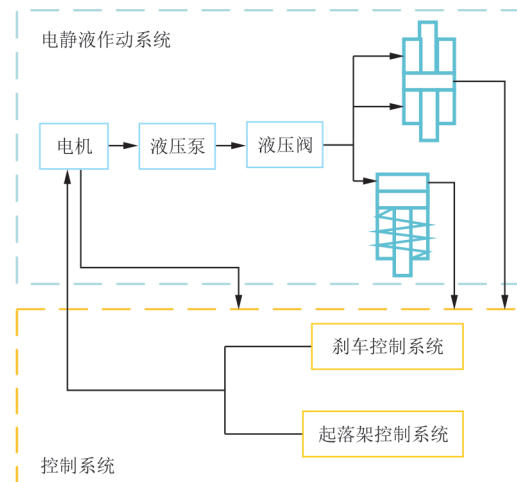 电静液作动系统
电机
液压泵
液压阀
刹车控制系统
起落架控制系统
控制系统